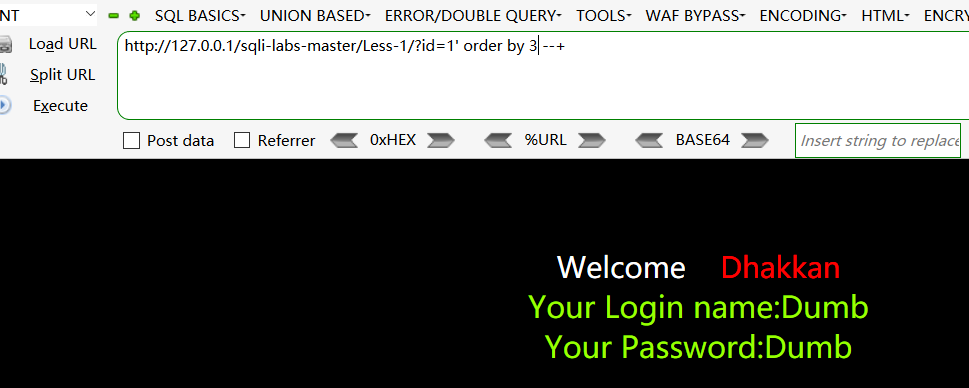 NT SQL BASICS UNION BASED ERROR/DOUBLE QUERY TOOLS WAF BYPASS ENCODING HTML ENCRY
Load URL http://127.0.0.1/sqli-labs-master/Less-1/?id=1' order by 3 --+
Split URL
Execute
Post data Referrer 0xHEX %URL BASE64 Insert string to replace
Welcome Dhakkan
Your Login name:Dumb
Your Password:Dumb